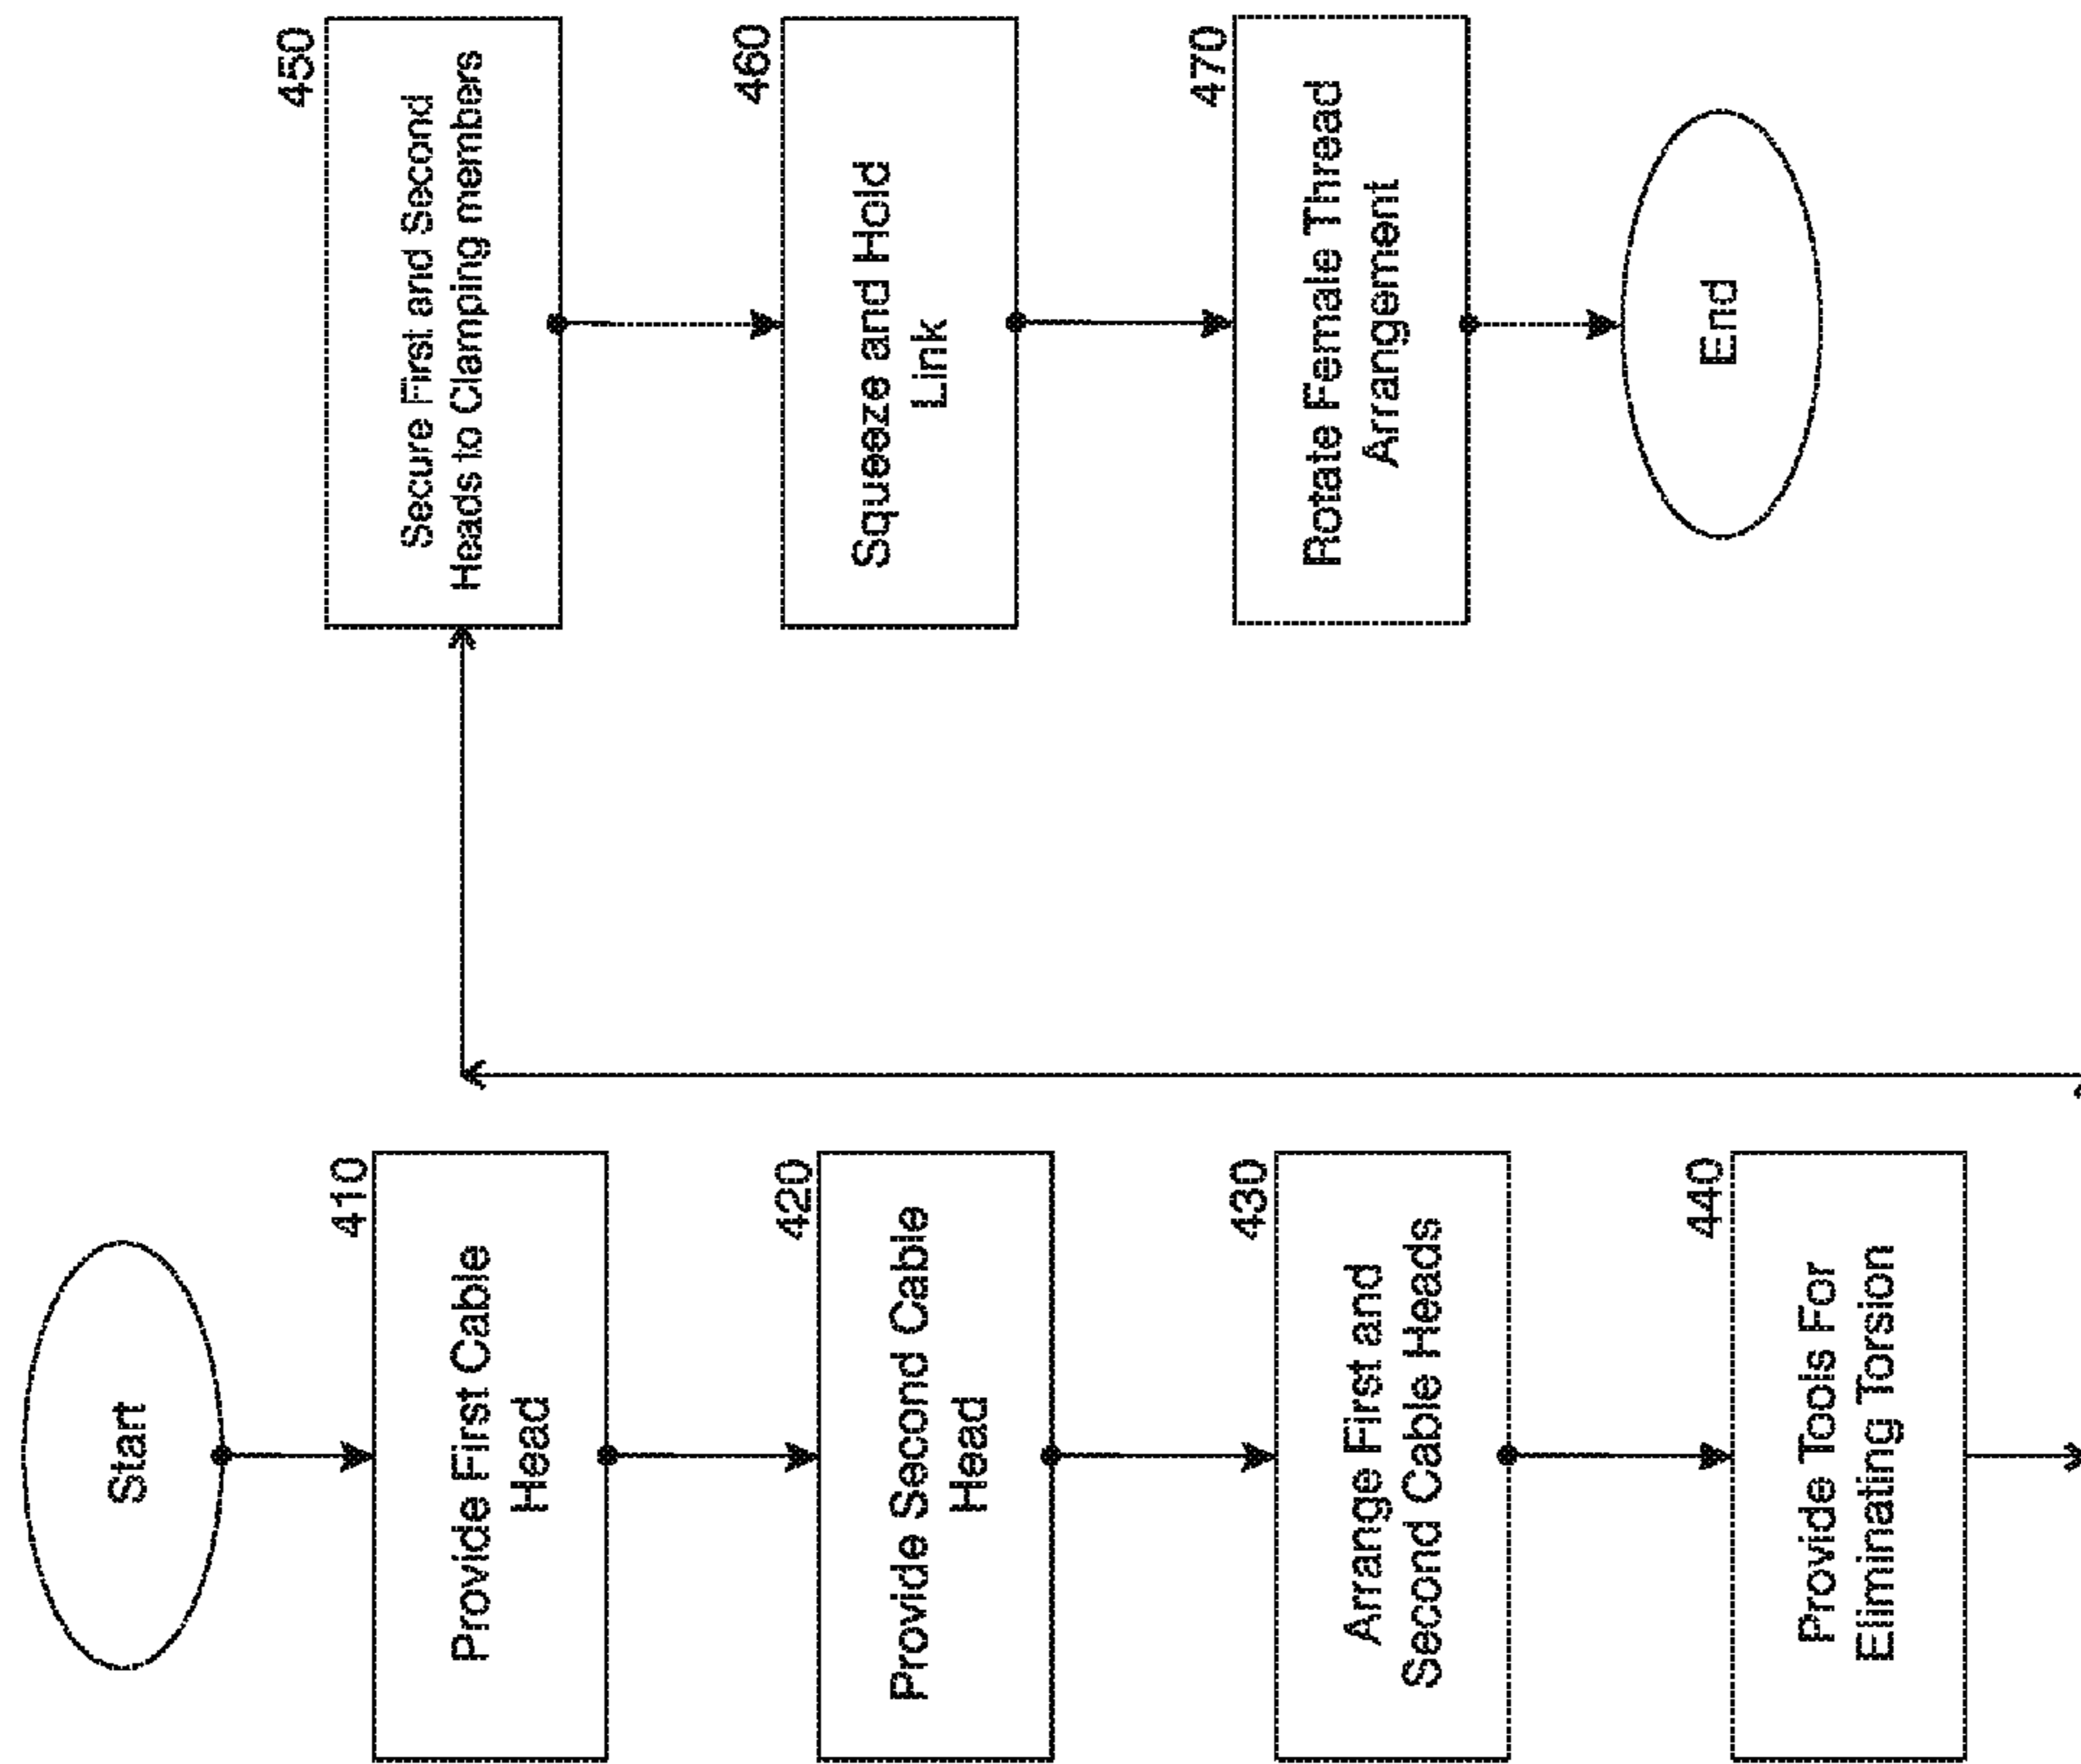 Start
410
Provide First Cable
Head
420
Provide Second Cable
Head
430
Arrange First and
Second Cable Heads
440
Provide Tools For
Eliminating Torsion
450
Secure First and Second
Heads to Clamping members
460
Squeeze and Hold
Link
470
Rotate Female Thread
Arrangement
End